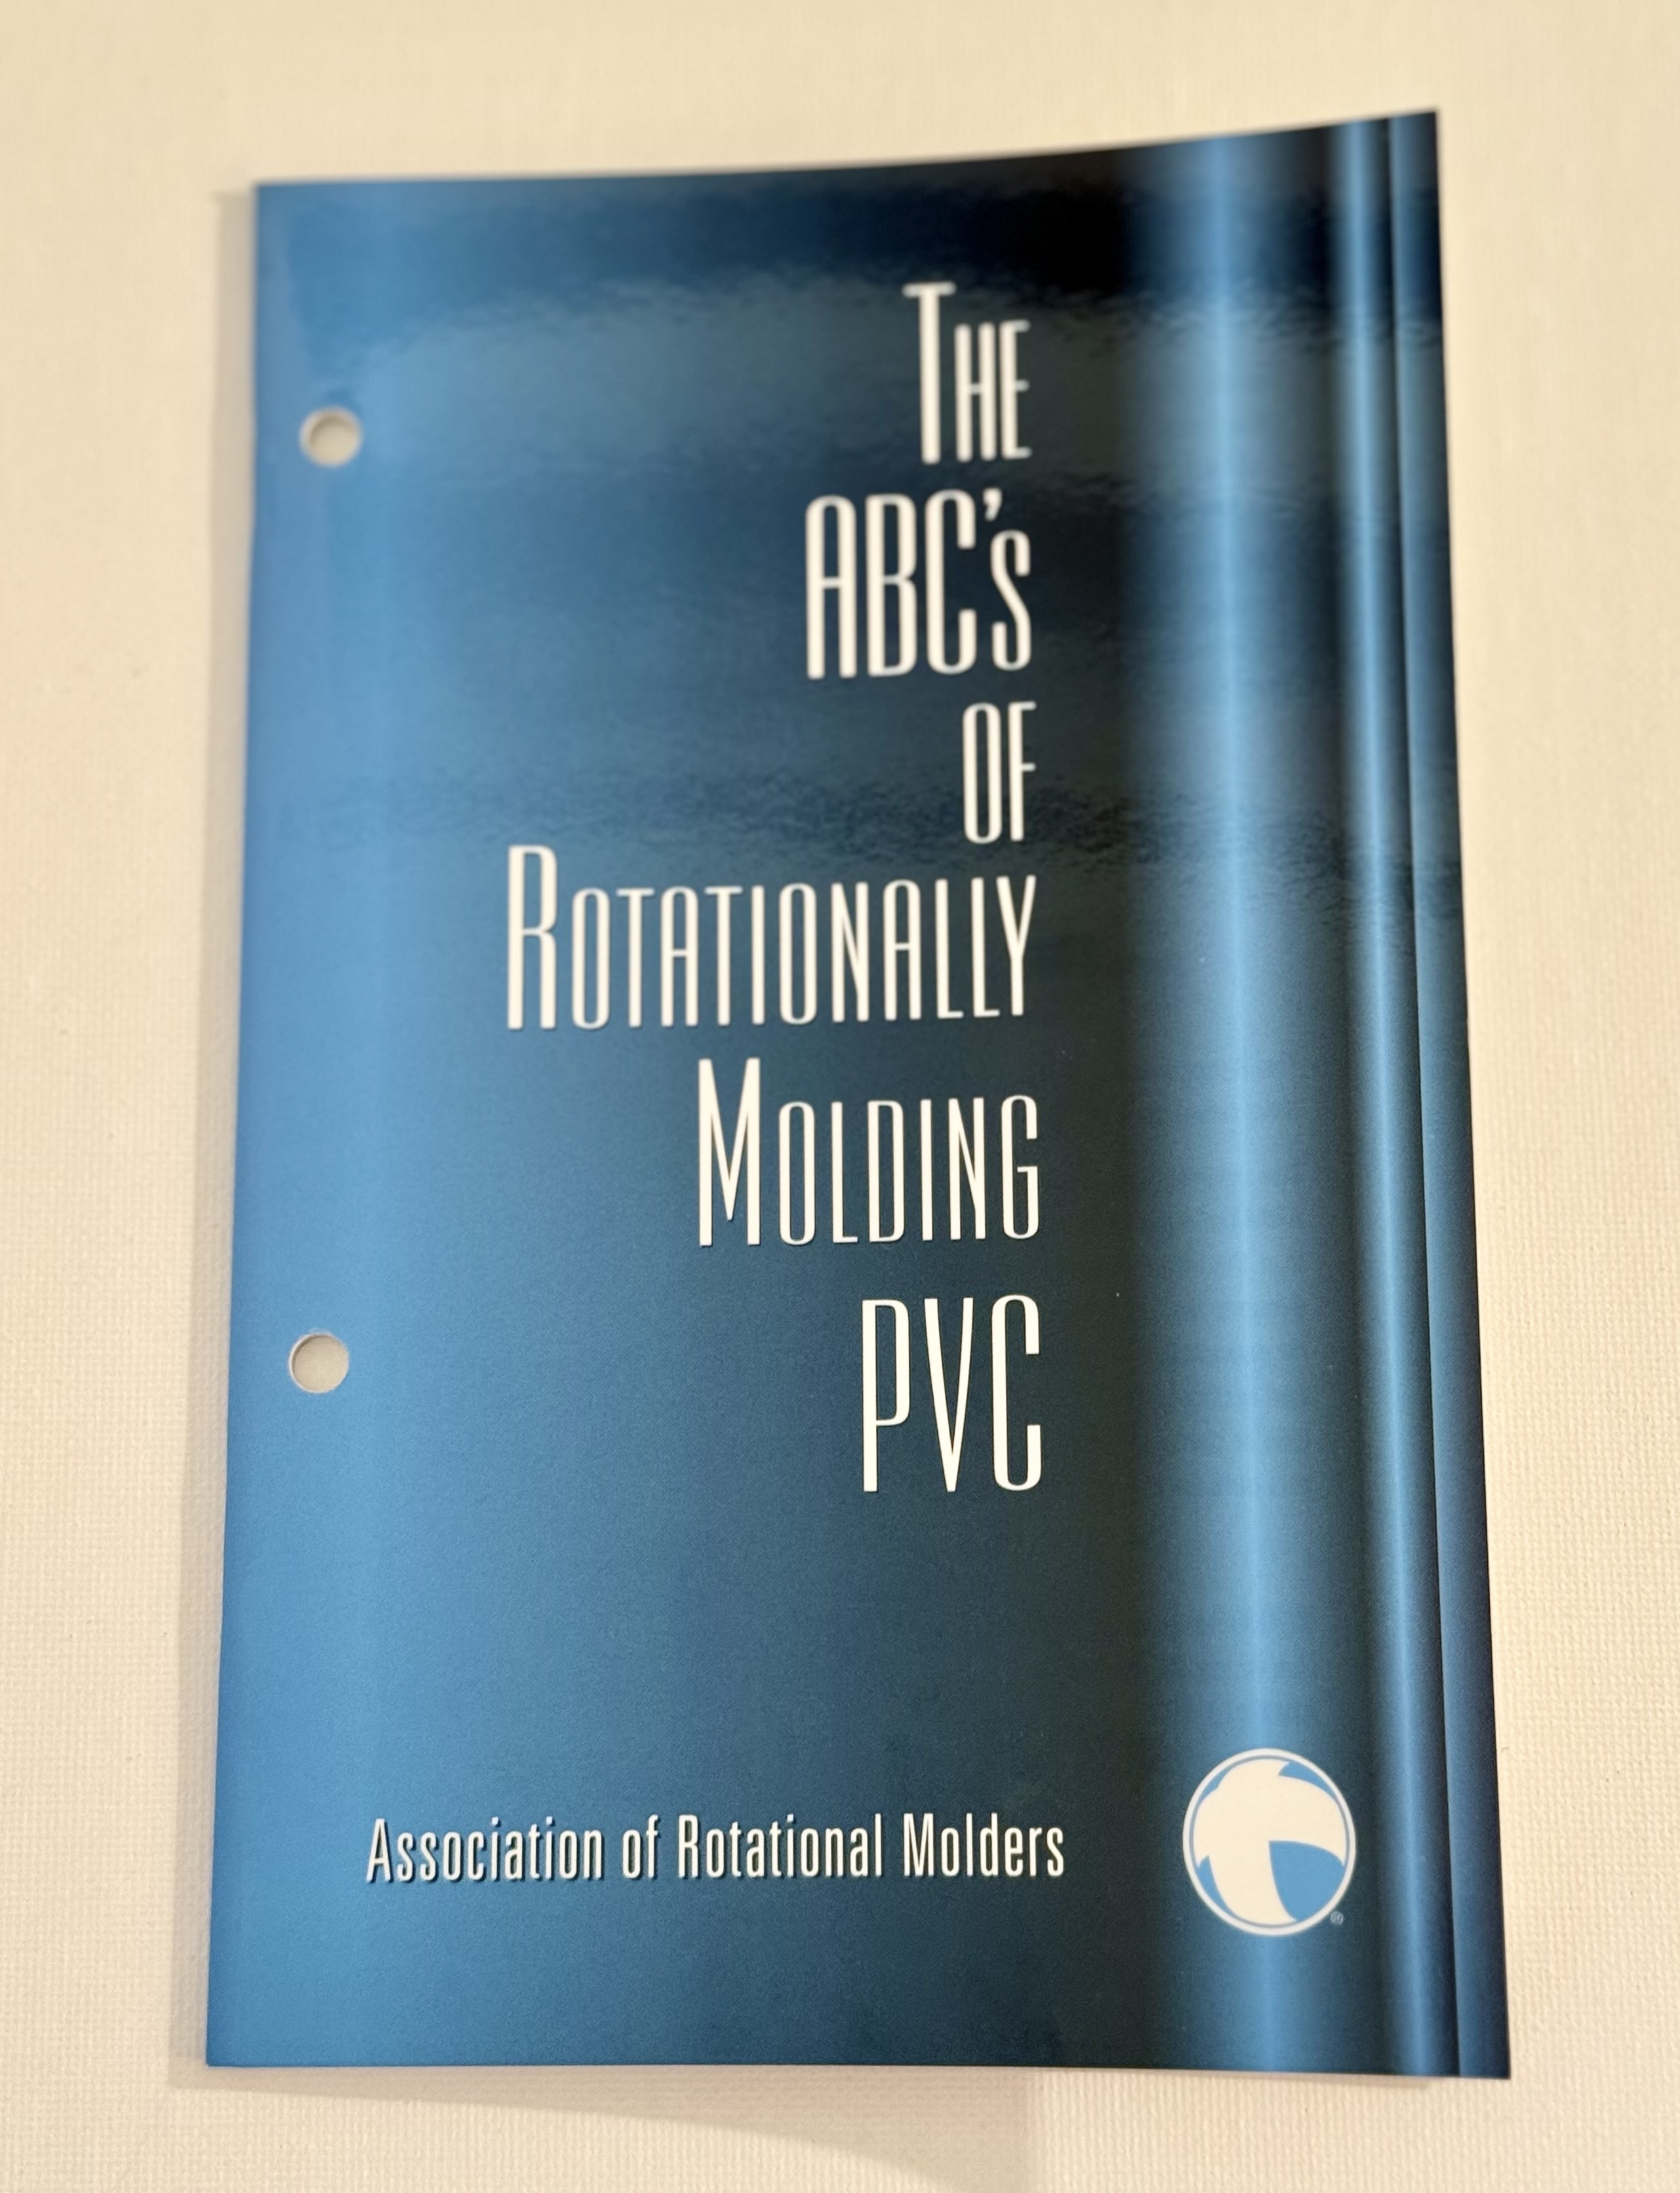 THE
ABC's
OF
ROTATIONALLY
MOLDING
PVC
Association of Rotational Molders
®